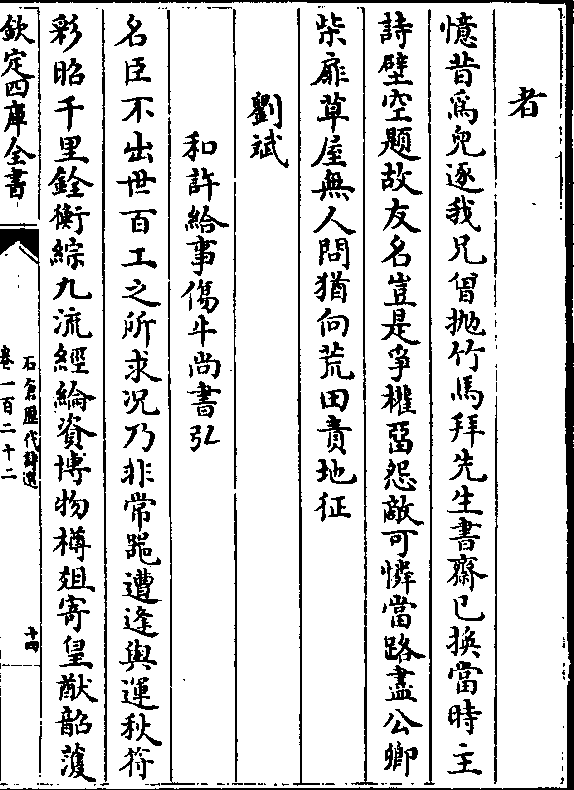 者
憶昔爲兒逐我兄曾抛竹馬拜先生書齋已換當時主
詩壁空題故友名豈是爭權留怨敵可憐當路盡公卿
柴扉草屋無人問猶向荒田責地征
劉斌
和許給事傷牛尚書弘
名臣不出世百工之所求况乃非常器遭逢興運秋符
彩昭千里銓衡綜九流經綸資博物樽俎寄皇猷韶濩
欽定四庫全書
石倉歷代詩選
卷一百二十二
十四